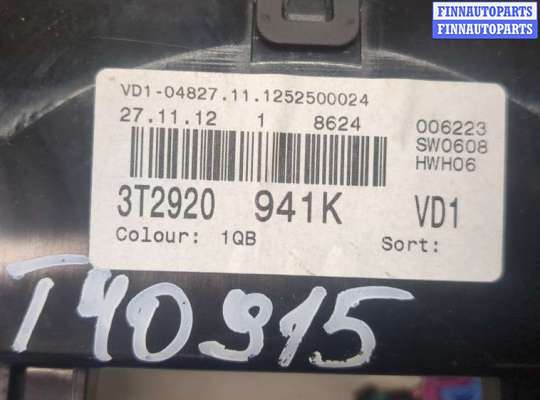 FINNAUTOPARTS
FINNAUTOPARTS
VD1-04827.11.1252500024
27.11.12 1 8624 006223
SW0608
HWH06
3T2920 941K VD1
Colour: 1QB Sort:
T40915